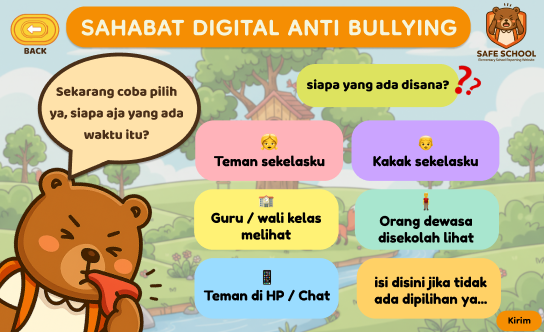 BACK
SAHABAT DIGITAL ANTI BULLYING
SAFE SCHOOL
Elementary School Reporting Website
Sekarang coba pilih
ya, siapa aja yang ada
waktu itu?
siapa yang ada disana?
??
Teman sekelasku
Kakak sekelasku
Guru / wali kelas
melihat
Orang dewasa
disekolah lihat
Teman di HP / Chat
isi disini jika tidak
ada dipilihan ya...
Kirim